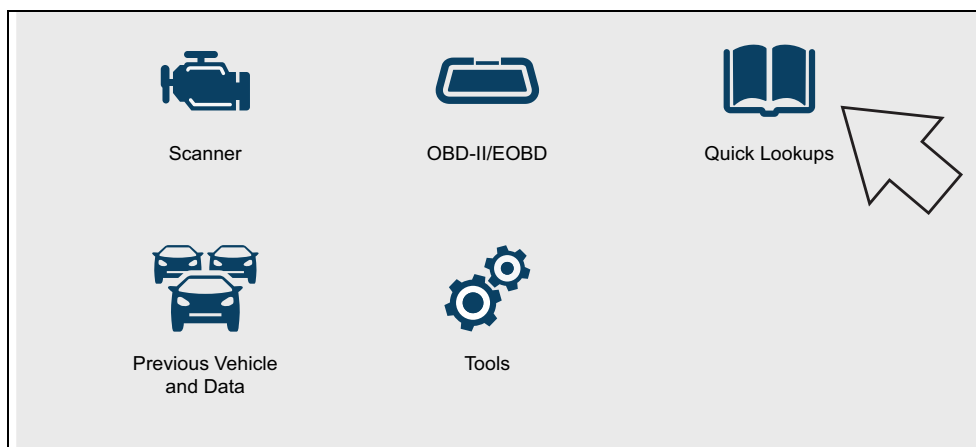 Scanner
OBD-II/EOBD
Quick Lookups
Previous Vehicle
and Data
Tools